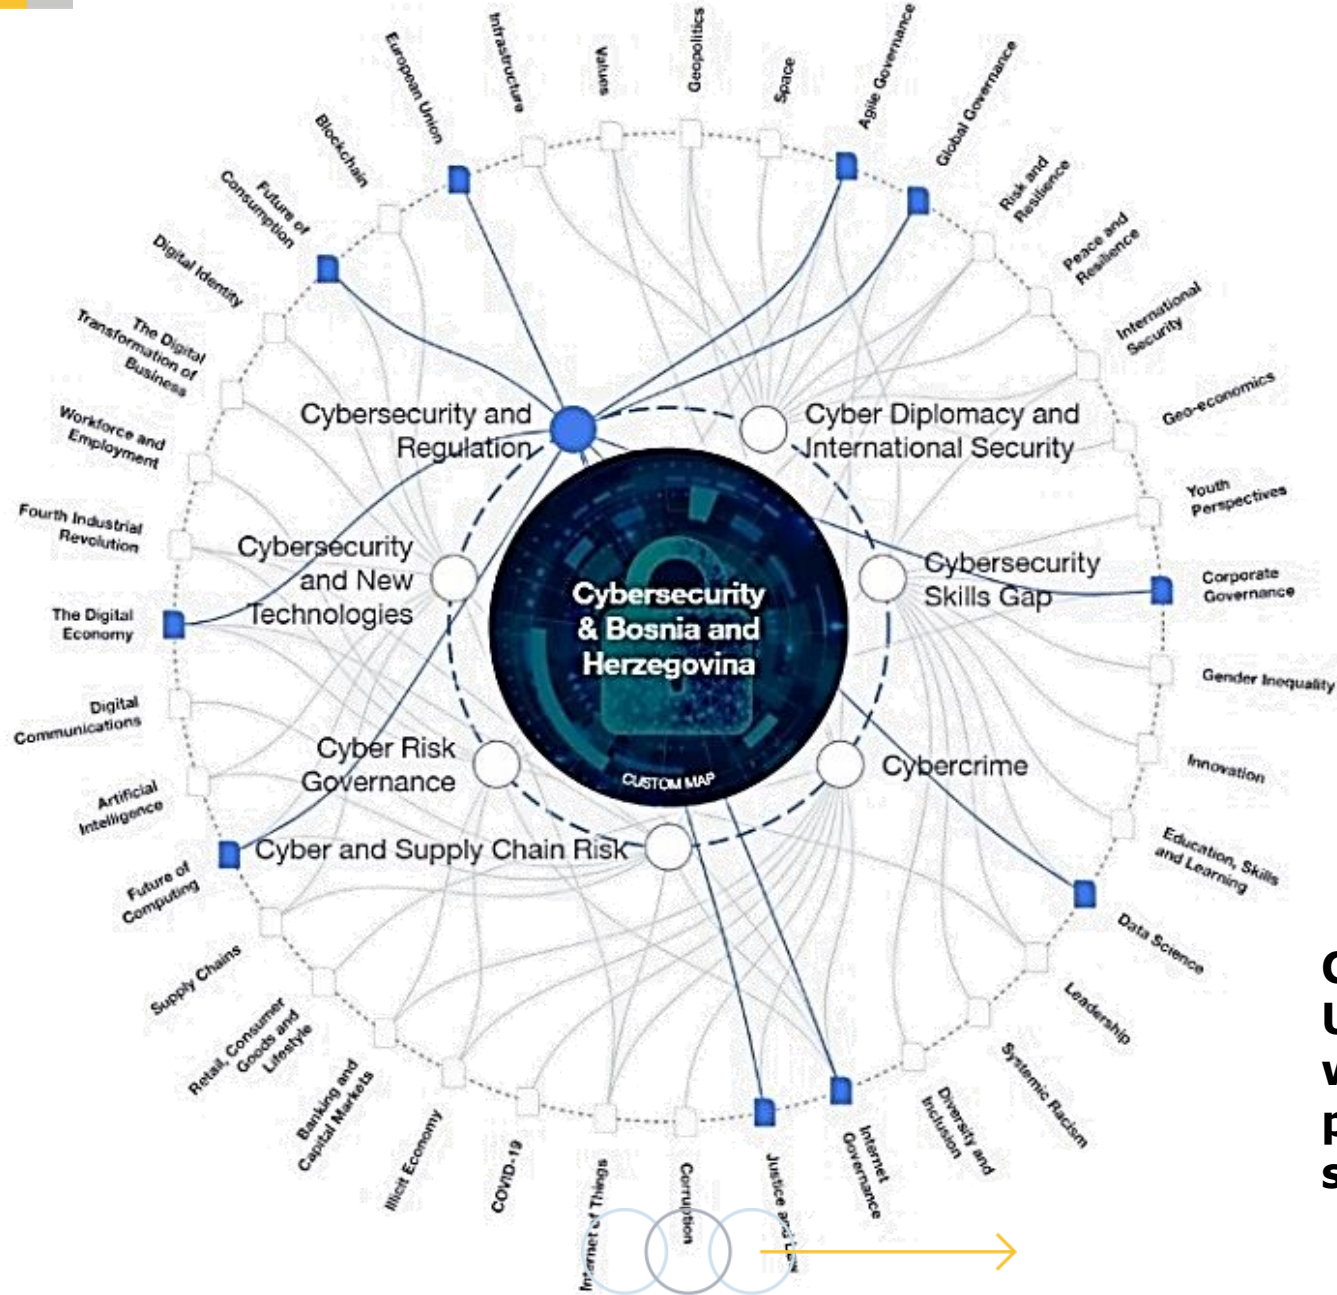 Infrastructure
Values
Geopolitics
Space
Agile Governance
Global Governance
Risk and
Resilience
Peace and
Resilience
International
Security
Geo-economics
Youth
Perspectives
Corporate
Governance
Gender Inequality
Innovation
Education, Skills
and Learning
Data Science
Leadership
Systemic Racism
Diversity and
Inclusion
Internet
Governance
Justice and Law
Corruption
Internet of Things
COVID-19
Illicit Economy
Banking and
Capital Markets
Retail, Consumer
Goods and
Lifestyle
Supply Chains
Future of
Computing
Artificial
Intelligence
Digital
Communications
The Digital
Economy
Fourth Industrial
Revolution
Workforce and
Employment
The Digital
Transformation of
Business
Digital Identity
Future of
Consumption
Blockchain
European Union
Cybersecurity and
Regulation
Cyber Diplomacy and
International Security
Cybersecurity
and New
Technologies
Cybersecurity
Skills Gap
Cyber Risk
Governance
Cybercrime
Cyber and Supply Chain Risk
Cybersecurity
& Bosnia and
Herzegovina
CUSTOM MAP